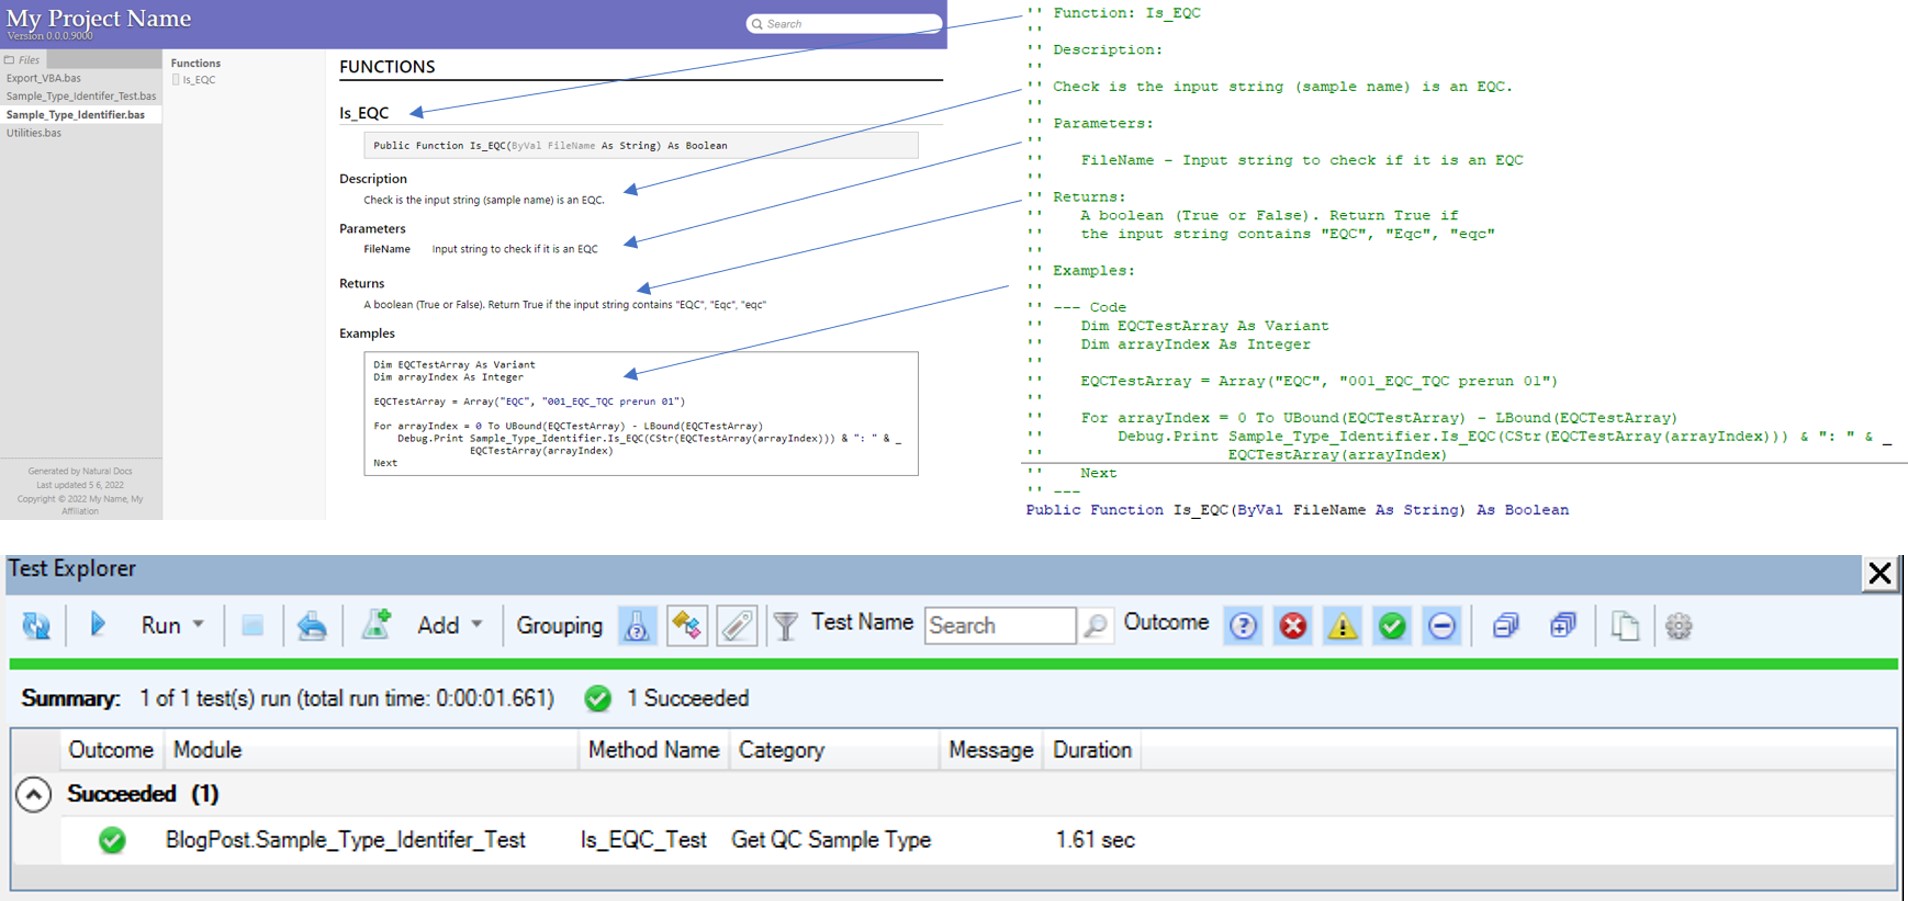 My Project Name
Version 0.0.0.9000
Search
Files
Export_VBA.bas
Sample_Type_Identifer_Test.bas
Sample_Type_Identifier.bas
Utilities.bas
Generated by Natural Docs
Last updated 5 6, 2022
Copyright © 2022 My Name, My
Affiliation
Functions
Is_EQC
FUNCTIONS
Is_EQC
Public Function Is_EQC(ByVal FileName As String) As Boolean
Description
Check is the input string (sample name) is an EQC.
Parameters
FileName Input string to check if it is an EQC
Returns
A boolean (True or False). Return True if the input string contains "EQC", "Eqc", "eqc"
Examples
Dim EQCTestArray As Variant
Dim arrayIndex As Integer
EQCTestArray = Array("EQC", "001_EQC_TQC prerun 01")
For arrayIndex = 0 To UBound(EQCTestArray) - LBound(EQCTestArray)
Debug.Print Sample_Type_Identifier.Is_EQC(CStr(EQCTestArray(arrayIndex))) & ": " & _
EQCTestArray(arrayIndex)
Next
'' Function: Is_EQC
''
'' Description:
''
'' Check is the input string (sample name) is an EQC.
''
'' Parameters:
''
'' FileName - Input string to check if it is an EQC
''
'' Returns:
'' A boolean (True or False). Return True if
'' the input string contains "EQC", "Eqc", "eqc"
''
'' Examples:
''
'' --- Code
'' Dim EQCTestArray As Variant
'' Dim arrayIndex As Integer
''
'' EQCTestArray = Array("EQC", "001_EQC_TQC prerun 01")
''
'' For arrayIndex = 0 To UBound(EQCTestArray) - LBound(EQCTestArray)
'' Debug.Print Sample_Type_Identifier.Is_EQC(CStr(EQCTestArray(arrayIndex))) & ": " & _
'' EQCTestArray(arrayIndex)
'' Next
'' ---
Public Function Is_EQC(ByVal FileName As String) As Boolean
Test Explorer
Run Add Grouping Test Name Search Outcome
Summary: 1 of 1 test(s) run (total run time: 0:00:01.661) 1 Succeeded
Outcome Module Method Name Category Message Duration
Succeeded (1)
BlogPost.Sample_Type_Identifer_Test Is_EQC_Test Get QC Sample Type 1.61 sec